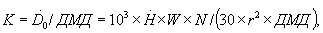 K = Ḋ₀ / ДМД = 10³ × Ḣ × W × N / (30 × r² × ДМД),